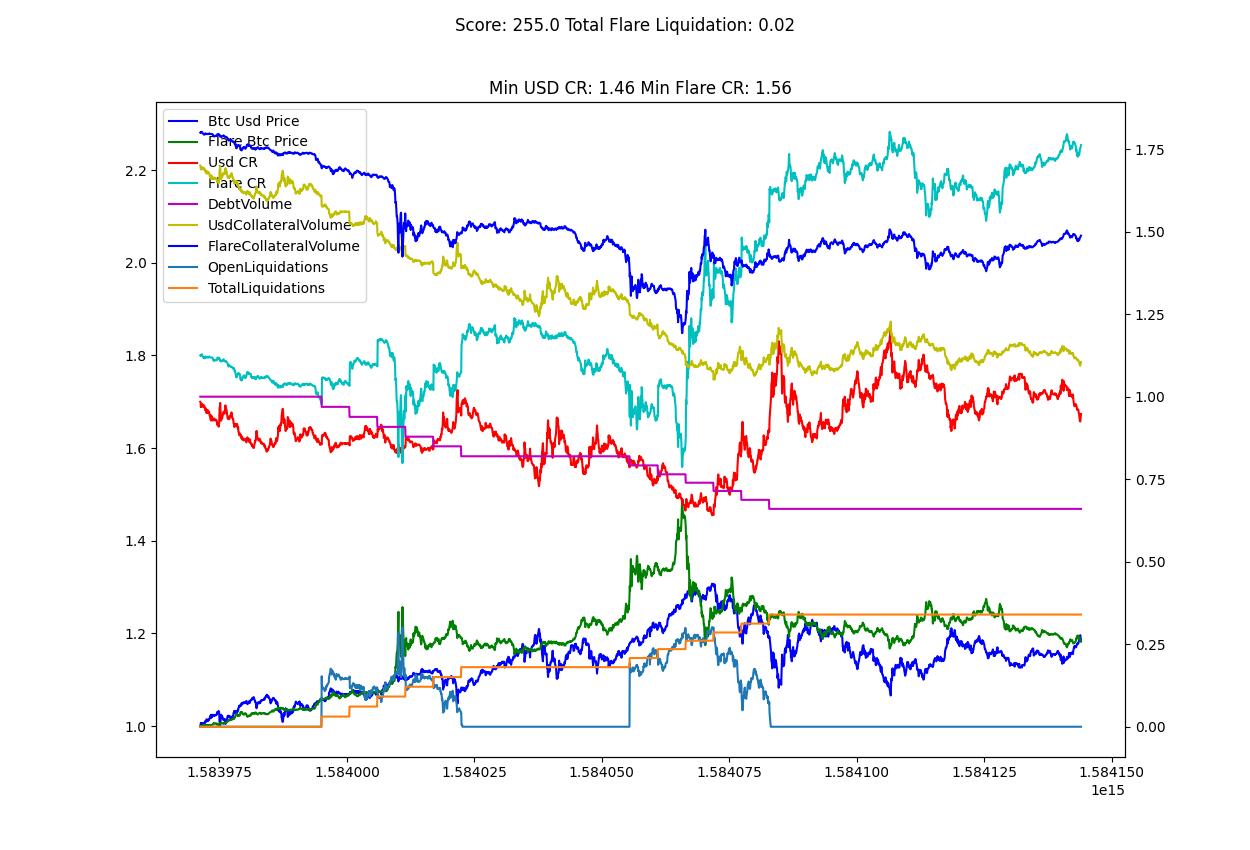 Score: 255.0 Total Flare Liquidation: 0.02
Min USD CR: 1.46 Min Flare CR: 1.56
Btc Usd Price
Flare Btc Price
Usd CR
Flare CR
DebtVolume
UsdCollateralVolume
FlareCollateralVolume
OpenLiquidations
TotalLiquidations
2.2
2.0
1.8
1.6
1.4
1.2
1.0
1.75
1.50
1.25
1.00
0.75
0.50
0.25
0.00
1.583975 1.584000 1.584025 1.584050 1.584075 1.584100 1.584125 1.584150
1e15